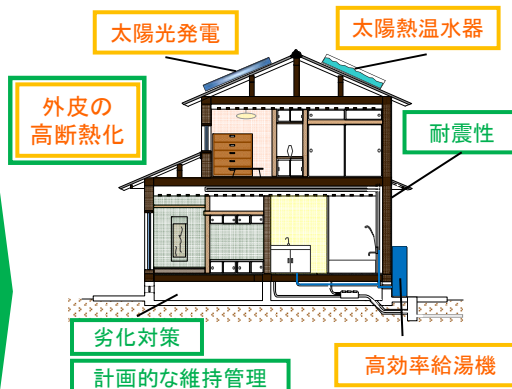 太陽光発電
太陽熱温水器
外皮の
高断熱化
耐震性
劣化対策
計画的な維持管理
高効率給湯機